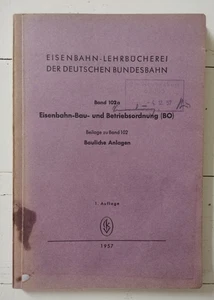 EISENBAHN-LEHRBÜCHEREI
DER DEUTSCHEN BUNDESBAHN
Band 102a
Eisenbahn-Bau- und Betriebsordnung (BO)
Beilage zu Band 102
Bauliche Anlagen
1. Auflage
1957